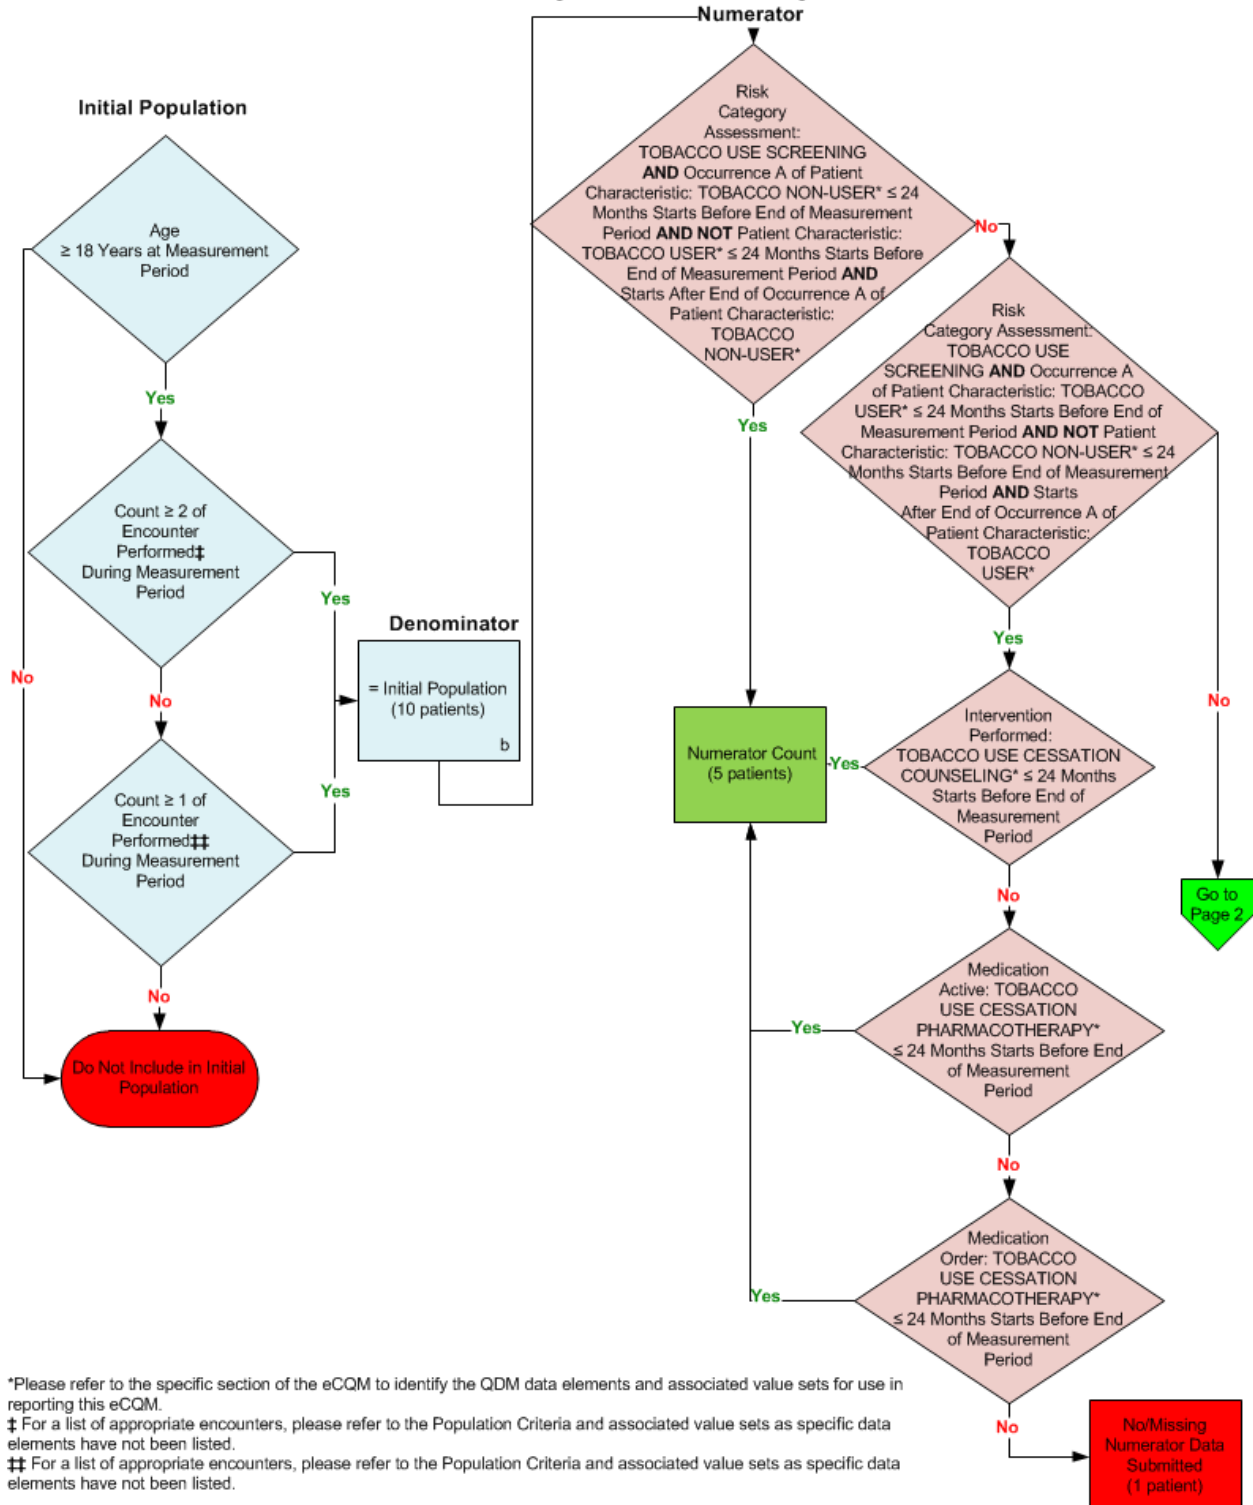 Numerator
Initial Population
Age
≥ 18 Years at Measurement
Period
Yes
No
Count ≥ 2 of
Encounter
Performed‡
During Measurement
Period
Yes
No
Count ≥ 1 of
Encounter
Performed‡‡
During Measurement
Period
Yes
No
Do Not Include in Initial
Population
Denominator
= Initial Population
(10 patients)
b
Risk
Category
Assessment:
TOBACCO USE SCREENING
AND Occurrence A of Patient
Characteristic: TOBACCO NON-USER* ≤ 24
Months Starts Before End of Measurement
Period AND NOT Patient Characteristic:
TOBACCO USER* ≤ 24 Months Starts Before
End of Measurement Period AND
Starts After End of Occurrence A of
Patient Characteristic:
TOBACCO
NON-USER*
No
Yes
Risk
Category Assessment:
TOBACCO USE
SCREENING AND Occurrence A
of Patient Characteristic: TOBACCO
USER* ≤ 24 Months Starts Before End of
Measurement Period AND NOT Patient
Characteristic: TOBACCO NON-USER* ≤ 24
Months Starts Before End of Measurement
Period AND Starts
After End of Occurrence A of
Patient Characteristic:
TOBACCO
USER*
Yes
No
Go to
Page 2
Numerator Count
(5 patients)
Yes
Intervention
Performed:
TOBACCO USE CESSATION
COUNSELING* ≤ 24 Months
Starts Before End of
Measurement
Period
No
Medication
Active: TOBACCO
USE CESSATION
PHARMACOTHERAPY*
≤ 24 Months Starts Before End
of Measurement
Period
Yes
No
Medication
Order: TOBACCO
USE CESSATION
PHARMACOTHERAPY*
≤ 24 Months Starts Before End
of Measurement
Period
Yes
No
No/Missing
Numerator Data
Submitted
(1 patient)
*Please refer to the specific section of the eCQM to identify the QDM data elements and associated value sets for use in
reporting this eCQM.
‡ For a list of appropriate encounters, please refer to the Population Criteria and associated value sets as specific data
elements have not been listed.
‡‡ For a list of appropriate encounters, please refer to the Population Criteria and associated value sets as specific data
elements have not been listed.